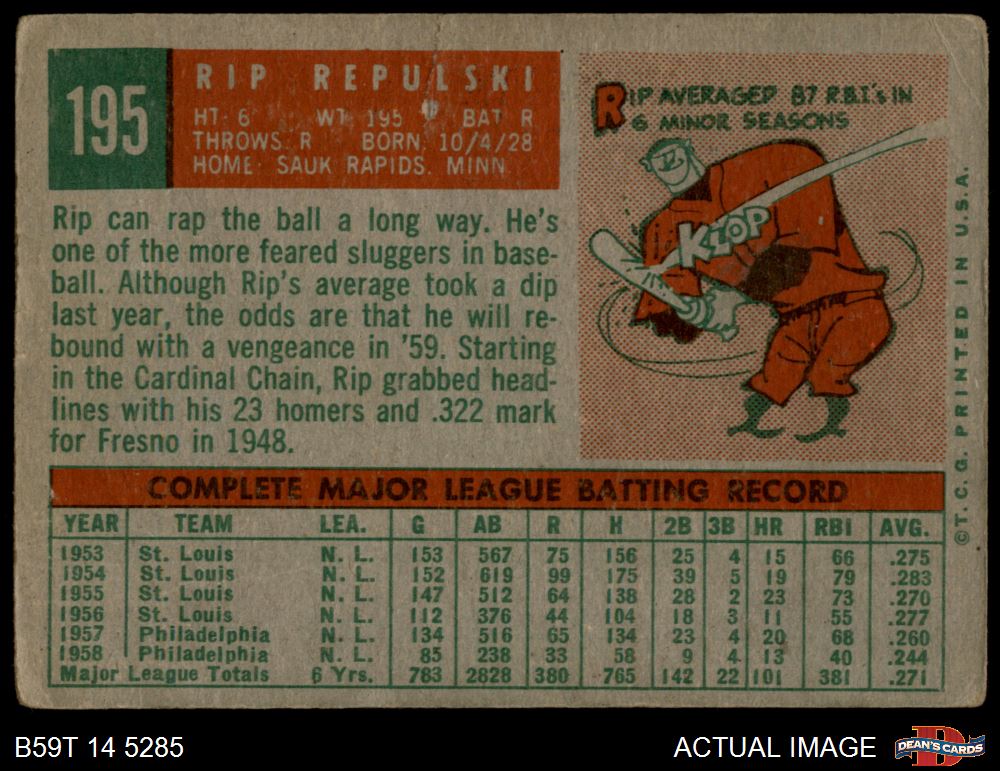 195
RIP REPULSKI
HT. 6' WT. 195 BAT R
THROWS: R BORN: 10/4/28
HOME: SAUK RAPIDS, MINN.
Rip can rap the ball a long way. He's
one of the more feared sluggers in base-
ball. Although Rip's average took a dip
last year, the odds are that he will re-
bound with a vengeance in '59. Starting
in the Cardinal Chain, Rip grabbed head-
lines with his 23 homers and .322 mark
for Fresno in 1948.
RIP AVERAGED 87 R.B.I.'s IN
6 MINOR SEASONS
KLOP
©T. C. G. PRINTED IN U.S.A.
COMPLETE MAJOR LEAGUE BATTING RECORD
YEAR TEAM LEA. G AB R H 2B 3B HR RBI AVG.
1953 St. Louis N. L. 153 567 75 156 25 4 15 66 .275
1954 St. Louis N. L. 152 619 99 175 39 5 19 79 .283
1955 St. Louis N. L. 147 512 64 138 28 2 23 73 .270
1956 St. Louis N. L. 112 376 44 104 18 3 11 55 .277
1957 Philadelphia N. L. 134 516 65 134 23 4 20 68 .260
1958 Philadelphia N. L. 85 238 33 58 9 4 13 40 .244
Major League Totals 6 Yrs. 783 2828 380 765 142 22 101 381 .271
B59T 14 5285
ACTUAL IMAGE
DEAN'S CARDS